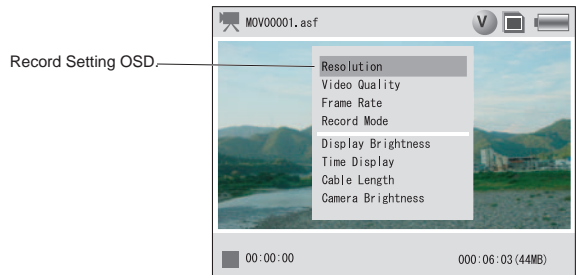 MOV00001.asf
V
Record Setting OSD.
Resolution
Video Quality
Frame Rate
Record Mode
Display Brightness
Time Display
Cable Length
Camera Brightness
00:00:00 000:06:03(44MB)